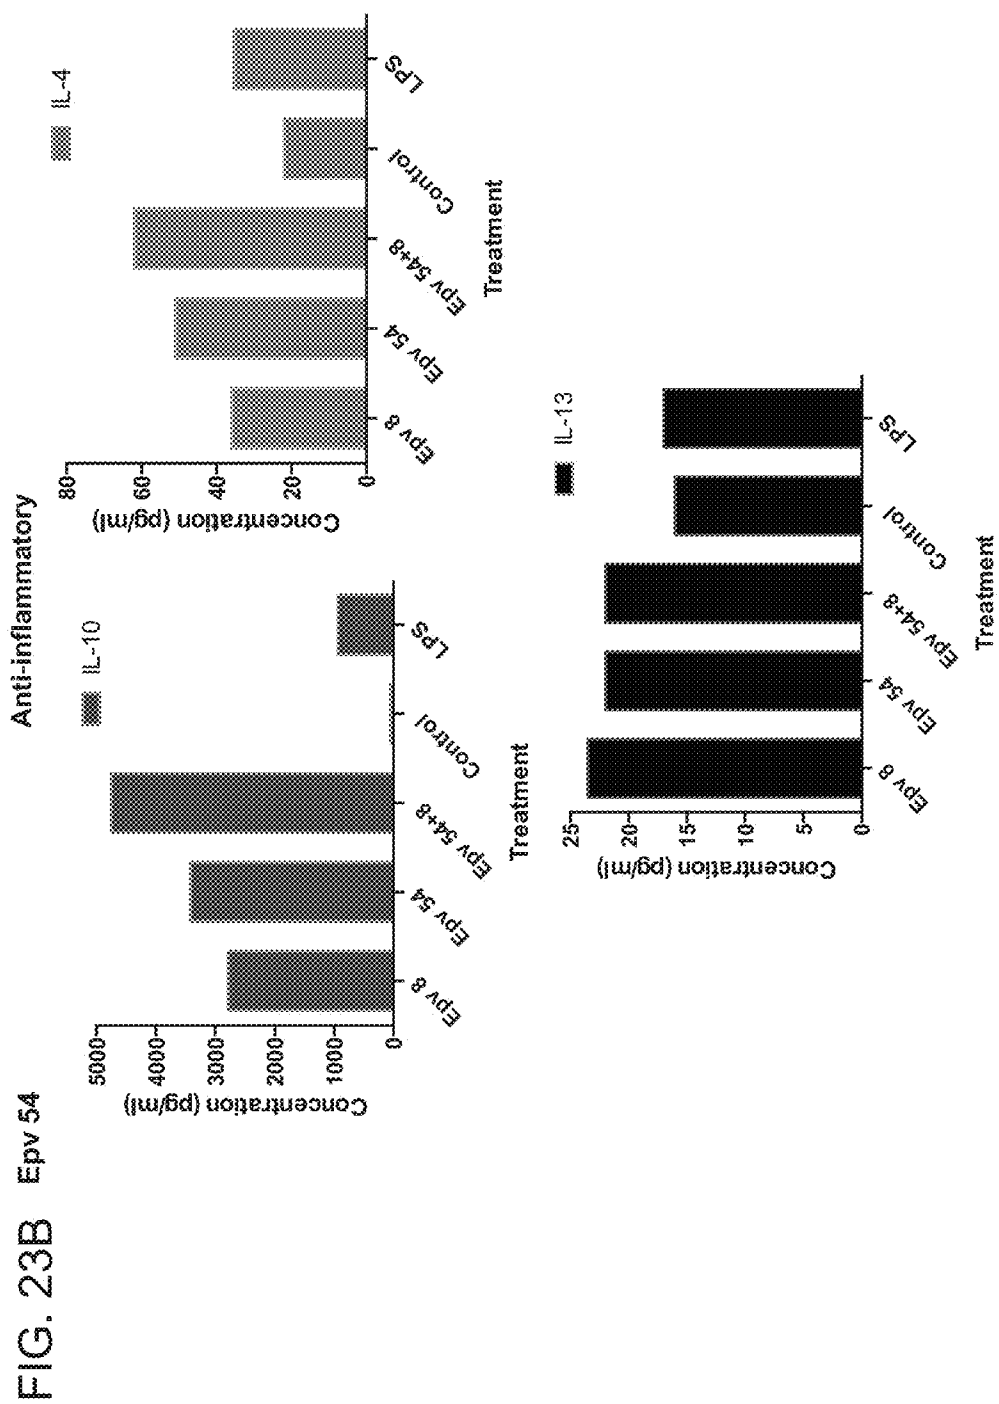 FIG. 23B
Epv 54
Anti-inflammatory
IL-10
Concentration (pg/ml)
5000
4000
3000
2000
1000
0
Epv 8
Epv 54
Epv 54+8
Control
LPS
Treatment
IL-4
Concentration (pg/ml)
80
60
40
20
0
Epv 8
Epv 54
Epv 54+8
Control
LPS
Treatment
IL-13
Concentration (pg/ml)
25
20
15
10
5
0
Epv 8
Epv 54
Epv 54+8
Control
LPS
Treatment